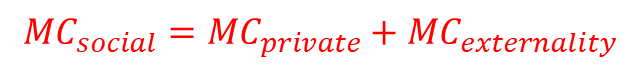 MC_social = MC_private + MC_externality